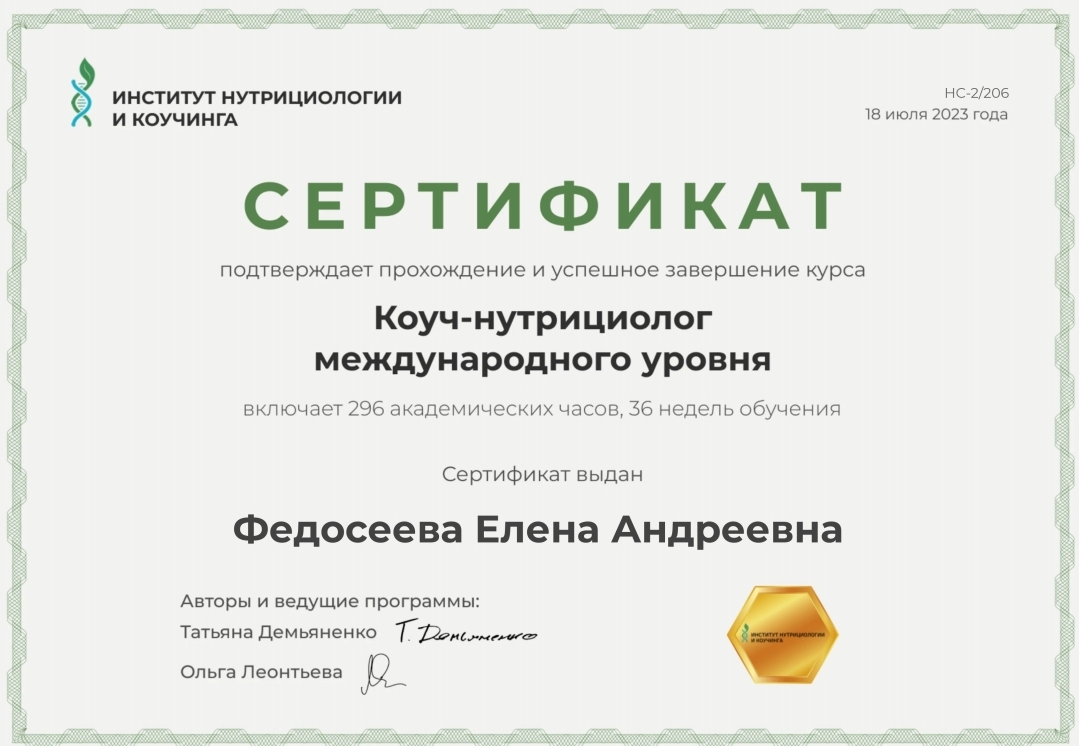 ИНСТИТУТ НУТРИЦИОЛОГИИ
И КОУЧИНГА
НС-2/206
18 июля 2023 года
СЕРТИФИКАТ
подтверждает прохождение и успешное завершение курса
Коуч-нутрициолог
международного уровня
включает 296 академических часов, 36 недель обучения
Сертификат выдан
Федосеева Елена Андреевна
Авторы и ведущие программы:
Татьяна Демьяненко Т. Демьяненко
Ольга Леонтьева
ИНСТИТУТ НУТРИЦИОЛОГИИ
И КОУЧИНГА